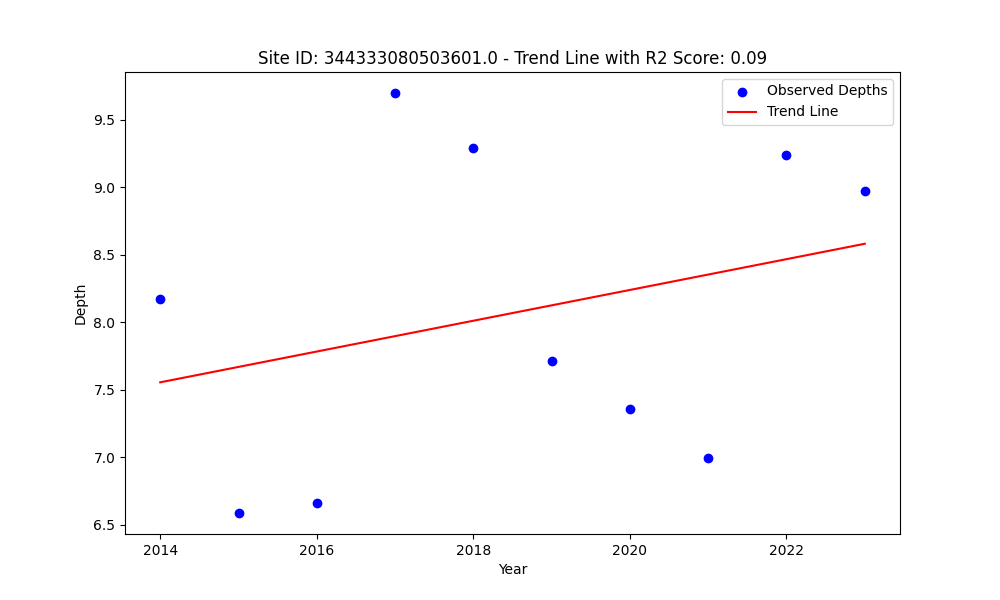 Site ID: 344333080503601.0 - Trend Line with R2 Score: 0.09
Observed Depths
Trend Line
9.5
9.0
8.5
8.0
7.5
7.0
6.5
Depth
2014
2016
2018
2020
2022
Year